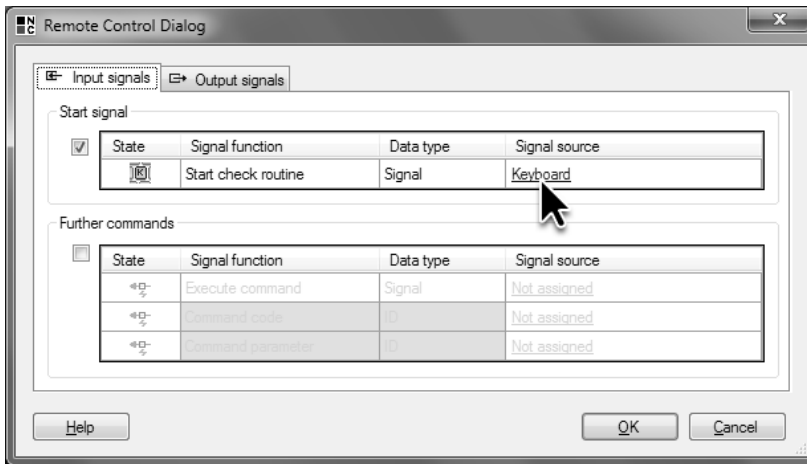 NC Remote Control Dialog X
Input signals Output signals
Start signal
State Signal function Data type Signal source
K Start check routine Signal Keyboard
Further commands
State Signal function Data type Signal source
Execute command Signal Not assigned
Command code ID Not assigned
Command parameter ID Not assigned
Help OK Cancel